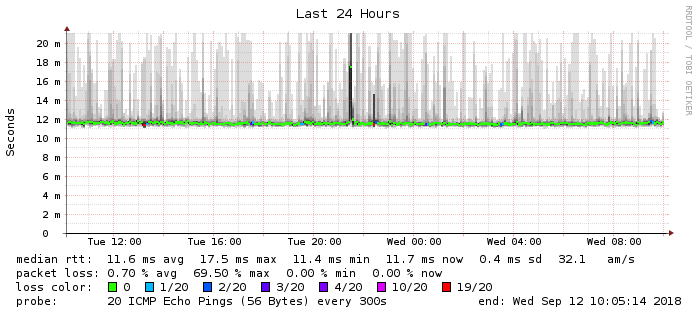 Last 24 Hours
RRDTOOL / TOBI OETIKER
Seconds
20 m
18 m
16 m
14 m
12 m
10 m
8 m
6 m
4 m
2 m
0
Tue 12:00 Tue 16:00 Tue 20:00 Wed 00:00 Wed 04:00 Wed 08:00
median rtt: 11.6 ms avg 17.5 ms max 11.4 ms min 11.7 ms now 0.4 ms sd 32.1 am/s
packet loss: 0.70 % avg 69.50 % max 0.00 % min 0.00 % now
loss color: 0 1/20 2/20 3/20 4/20 10/20 19/20
probe: 20 ICMP Echo Pings (56 Bytes) every 300s end: Wed Sep 12 10:05:14 2018